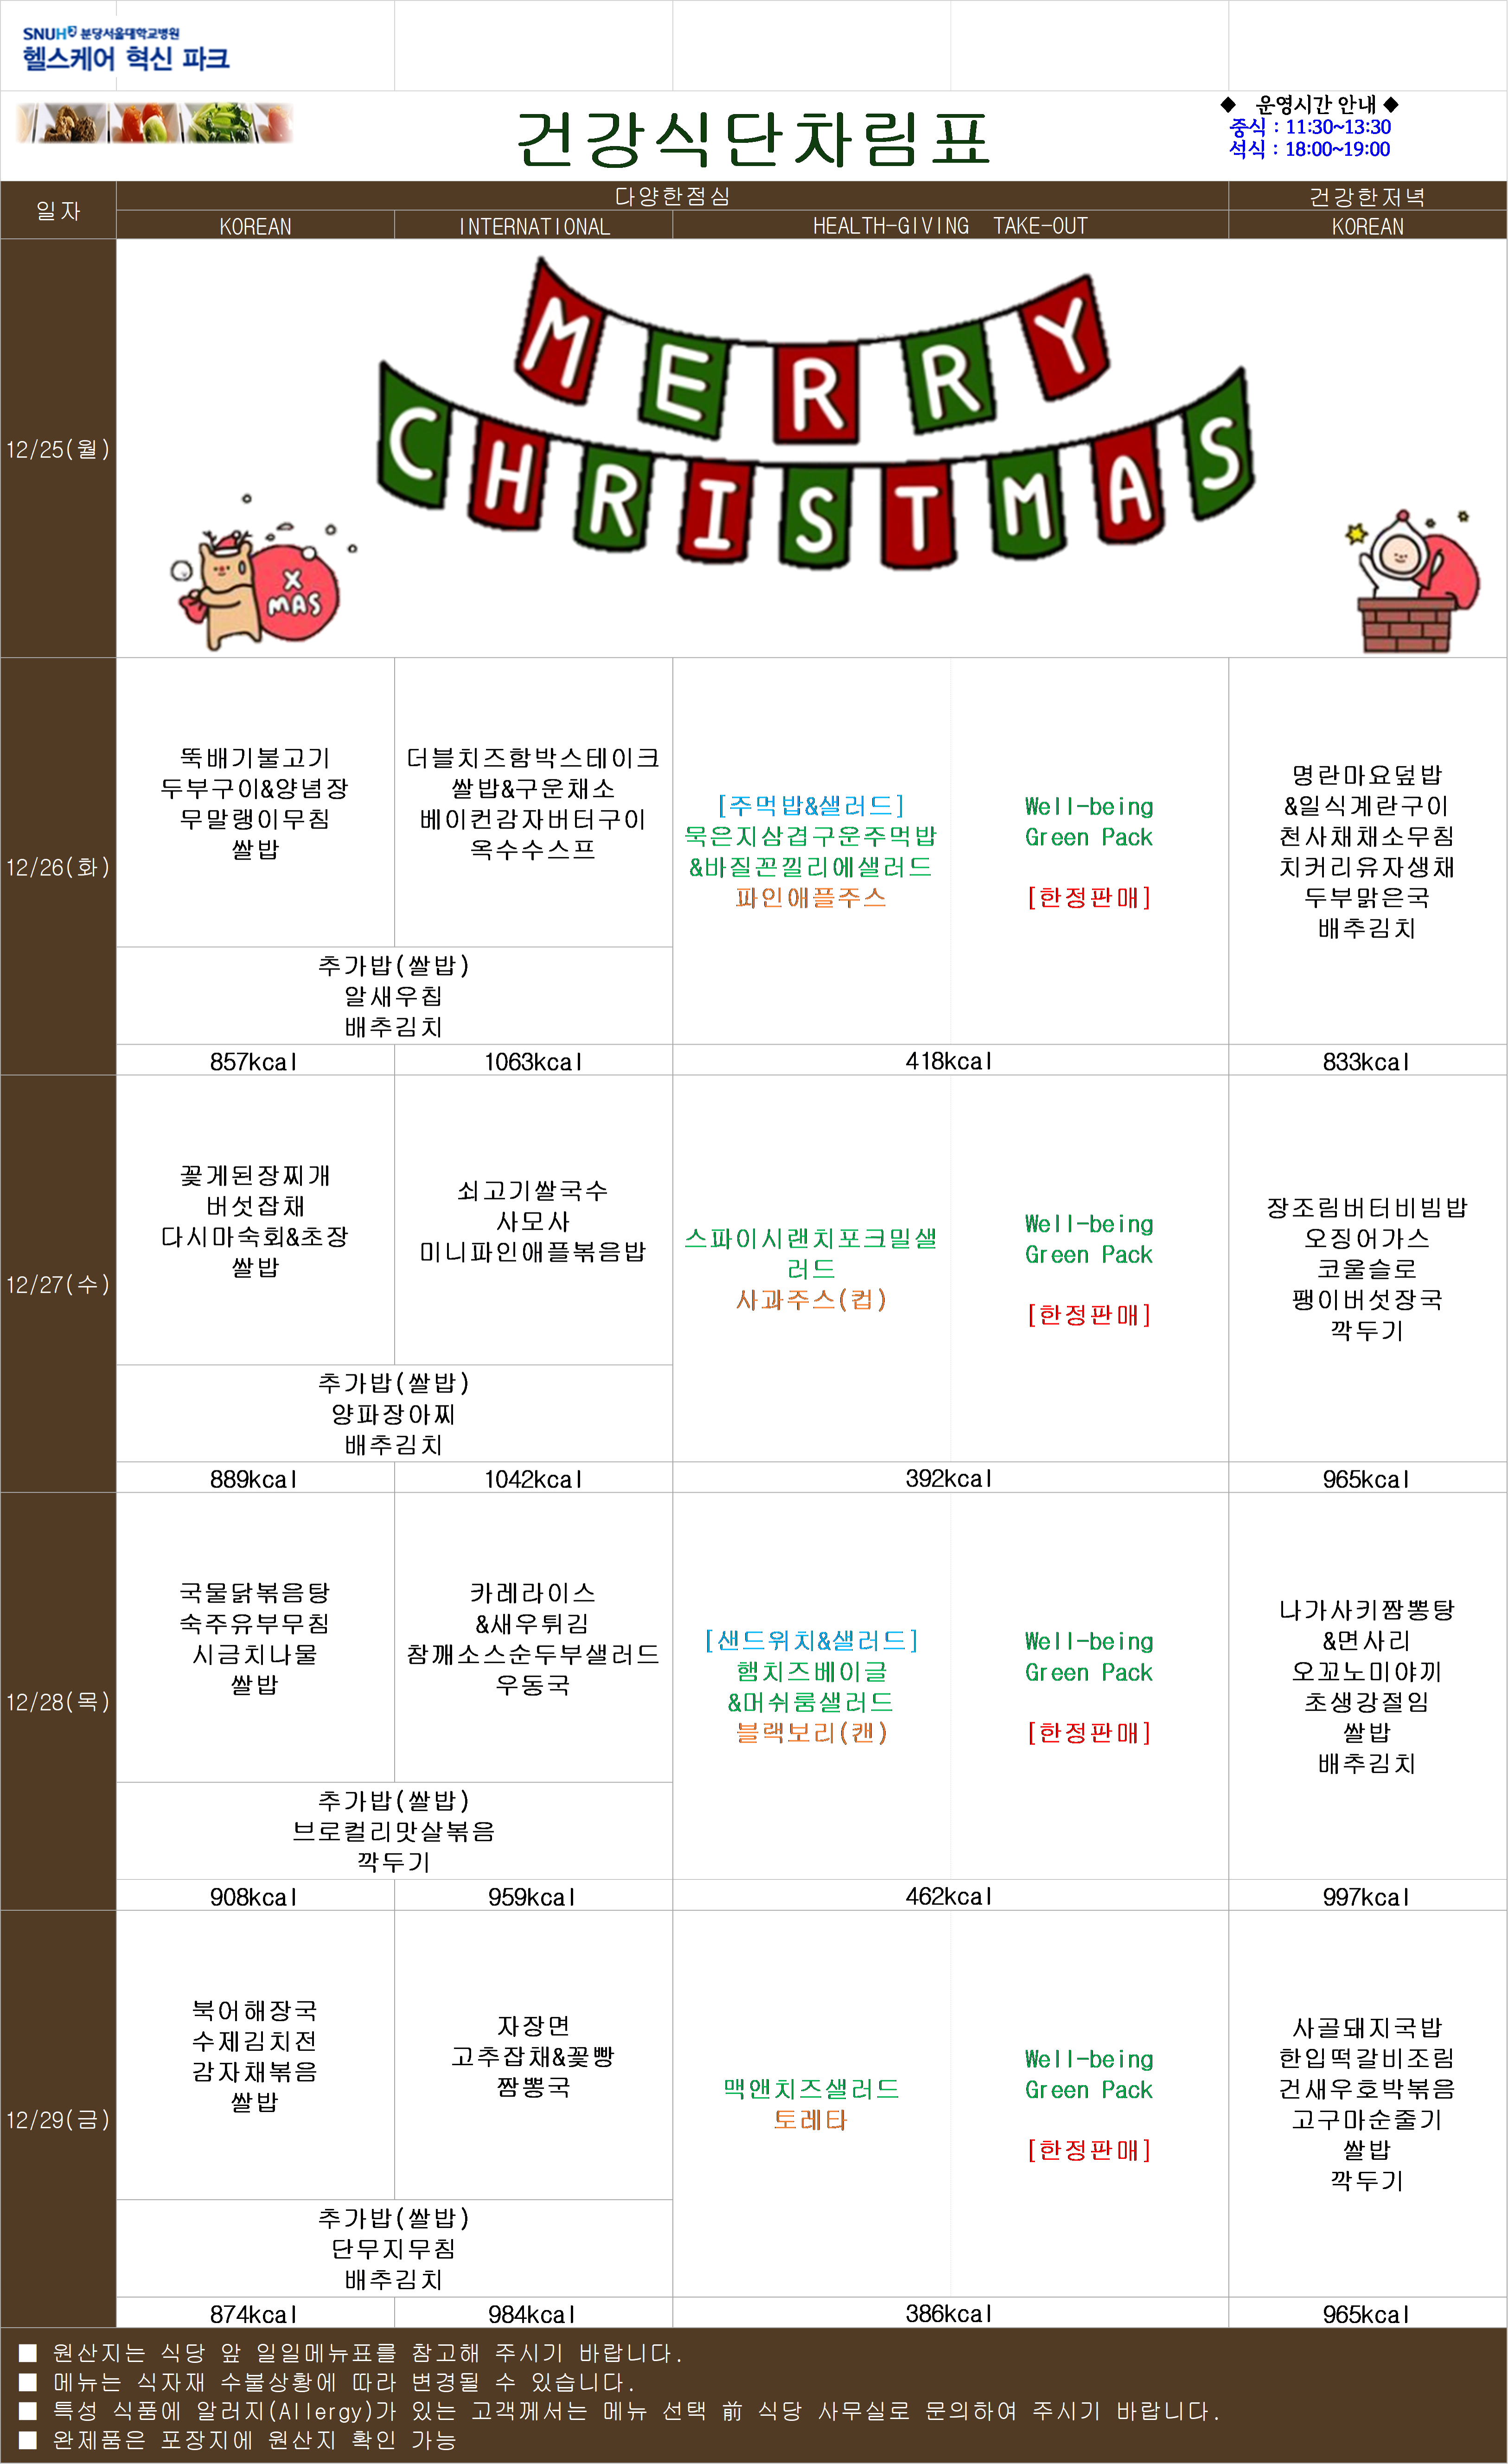 SNUH 분당서울대학교병원
헬스케어 혁신 파크
건강식단차림표
◆ 운영시간 안내 ◆
중식 : 11:30~13:30
석식 : 18:00~19:00
일자
다양한점심
건강한저녁
KOREAN
INTERNATIONAL
HEALTH-GIVING TAKE-OUT
KOREAN
12/25(월)
MERRY
CHRISTMAS
X
MAS
12/26(화)
뚝배기불고기
두부구이&양념장
무말랭이무침
쌀밥
더블치즈함박스테이크
쌀밥&구운채소
베이컨감자버터구이
옥수수스프
추가밥(쌀밥)
알새우칩
배추김치
[주먹밥&샐러드]
묵은지삼겹구운주먹밥
&바질꼰낄리에샐러드
파인애플주스
Well-being
Green Pack
[한정판매]
명란마요덮밥
&일식계란구이
천사채채소무침
치커리유자생채
두부맑은국
배추김치
857kcal
1063kcal
418kcal
833kcal
12/27(수)
꽃게된장찌개
버섯잡채
다시마숙회&초장
쌀밥
쇠고기쌀국수
사모사
미니파인애플볶음밥
추가밥(쌀밥)
양파장아찌
배추김치
스파이시랜치포크밀샐
러드
사과주스(컵)
Well-being
Green Pack
[한정판매]
장조림버터비빔밥
오징어가스
코울슬로
팽이버섯장국
깍두기
889kcal
1042kcal
392kcal
965kcal
12/28(목)
국물닭볶음탕
숙주유부무침
시금치나물
쌀밥
카레라이스
&새우튀김
참깨소스순두부샐러드
우동국
추가밥(쌀밥)
브로컬리맛살볶음
깍두기
[샌드위치&샐러드]
햄치즈베이글
&머쉬룸샐러드
블랙보리(캔)
Well-being
Green Pack
[한정판매]
나가사키짬뽕탕
&면사리
오꼬노미야끼
초생강절임
쌀밥
배추김치
908kcal
959kcal
462kcal
997kcal
12/29(금)
북어해장국
수제김치전
감자채볶음
쌀밥
자장면
고추잡채&꽃빵
짬뽕국
추가밥(쌀밥)
단무지무침
배추김치
맥앤치즈샐러드
토레타
Well-being
Green Pack
[한정판매]
사골돼지국밥
한입떡갈비조림
건새우호박볶음
고구마순줄기
쌀밥
깍두기
874kcal
984kcal
386kcal
965kcal
■ 원산지는 식당 앞 일일메뉴표를 참고해 주시기 바랍니다.
■ 메뉴는 식자재 수불상황에 따라 변경될 수 있습니다.
■ 특성 식품에 알러지(Allergy)가 있는 고객께서는 메뉴 선택 前 식당 사무실로 문의하여 주시기 바랍니다.
■ 완제품은 포장지에 원산지 확인 가능